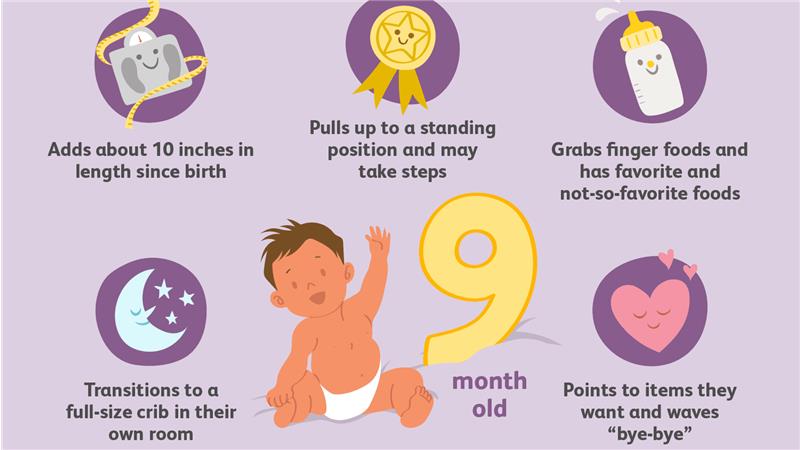 Adds about 10 inches in
length since birth
Pulls up to a standing
position and may
take steps
Grabs finger foods and
has favorite and
not-so-favorite foods
9
month
old
Transitions to a
full-size crib in their
own room
Points to items they
want and waves
“bye-bye”